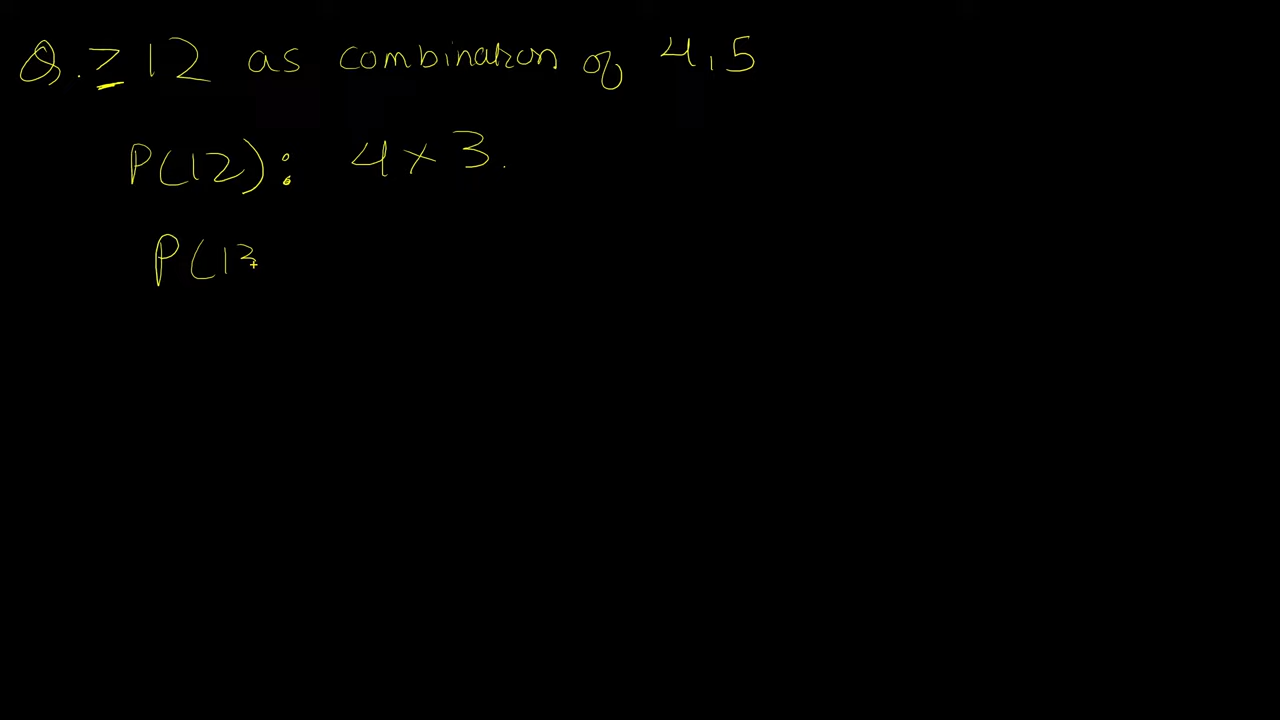 Q. ≥ 12 as combination of 4,5
P(12): 4 × 3.
P(13